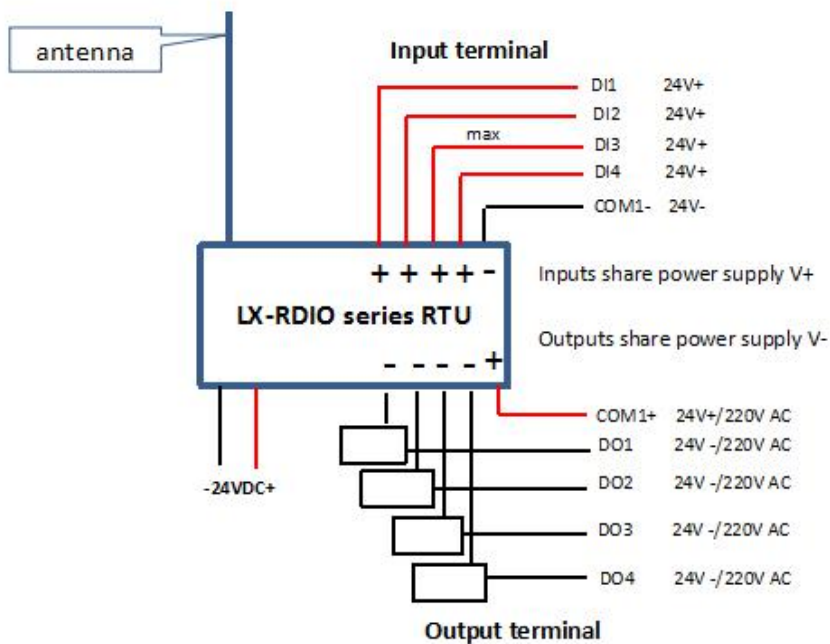 antenna
Input terminal
DI1 24V+
DI2 24V+
max
DI3 24V+
DI4 24V+
COM1- 24V-
+ + + + -
Inputs share power supply V+
LX-RDIO series RTU
Outputs share power supply V-
- - - - +
COM1+ 24V+/220V AC
DO1 24V -/220V AC
-24VDC+
DO2 24V -/220V AC
DO3 24V -/220V AC
DO4 24V -/220V AC
Output terminal